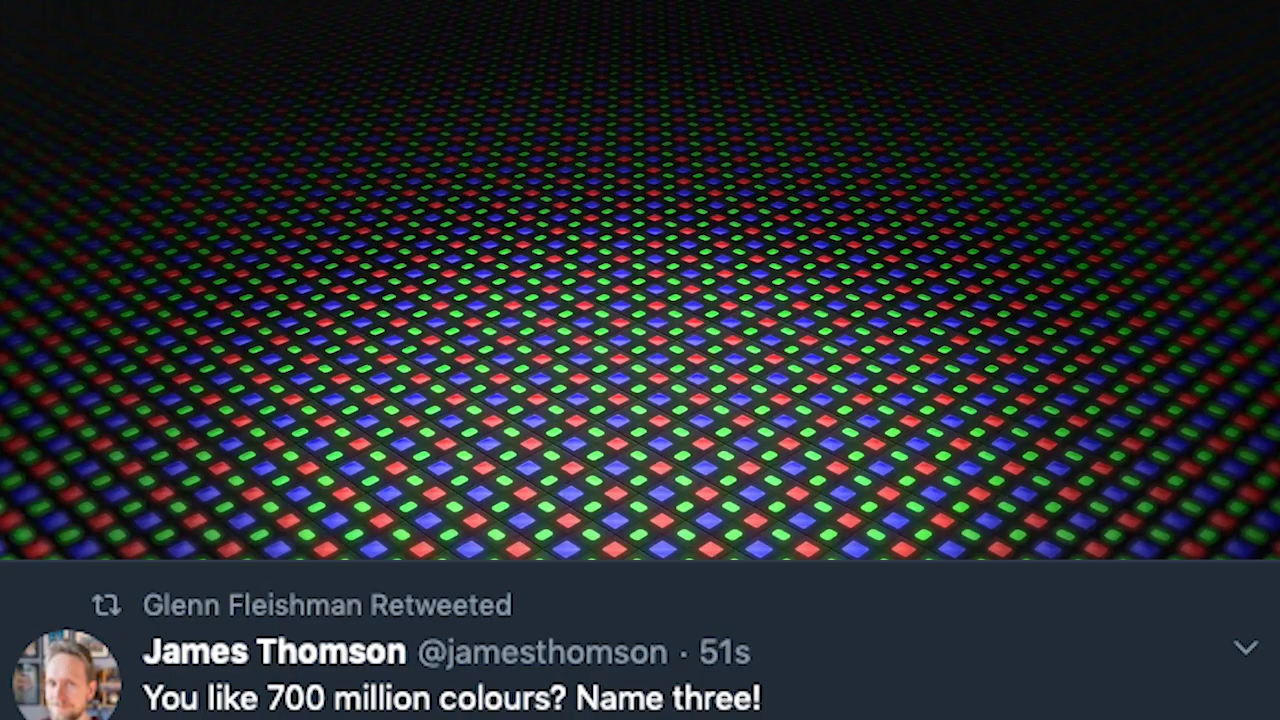 Glenn Fleishman Retweeted
James Thomson @jamesthomson · 51s
You like 700 million colours? Name three!